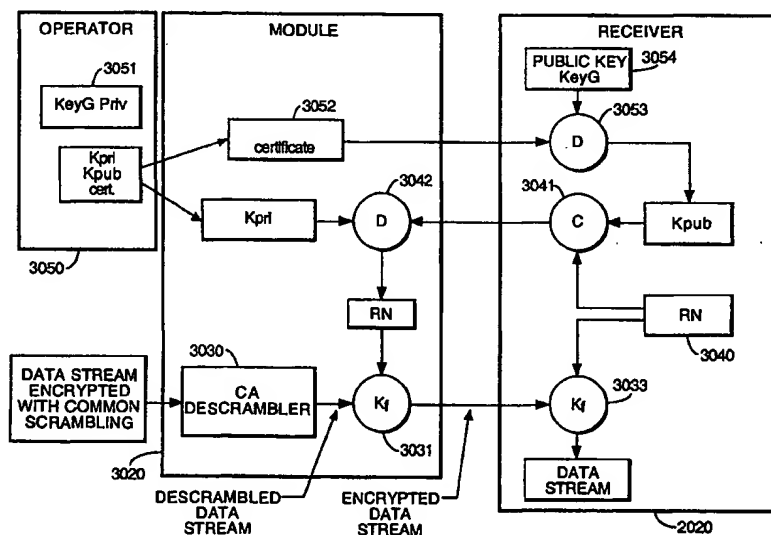 OPERATOR
3051
KeyG Priv
Kpri
Kpub
cert.
3050
MODULE
3052
certificate
3042
Kpri
D
RN
3030
CA
DESCRAMBLER
Kf
3031
3020
DATA STREAM
ENCRYPTED
WITH COMMON
SCRAMBLING
DESCRAMBLED
DATA
STREAM
ENCRYPTED
DATA
STREAM
RECEIVER
PUBLIC KEY
KeyG
3054
3053
D
3041
C
Kpub
RN
3040
3033
Kf
DATA
STREAM
2020